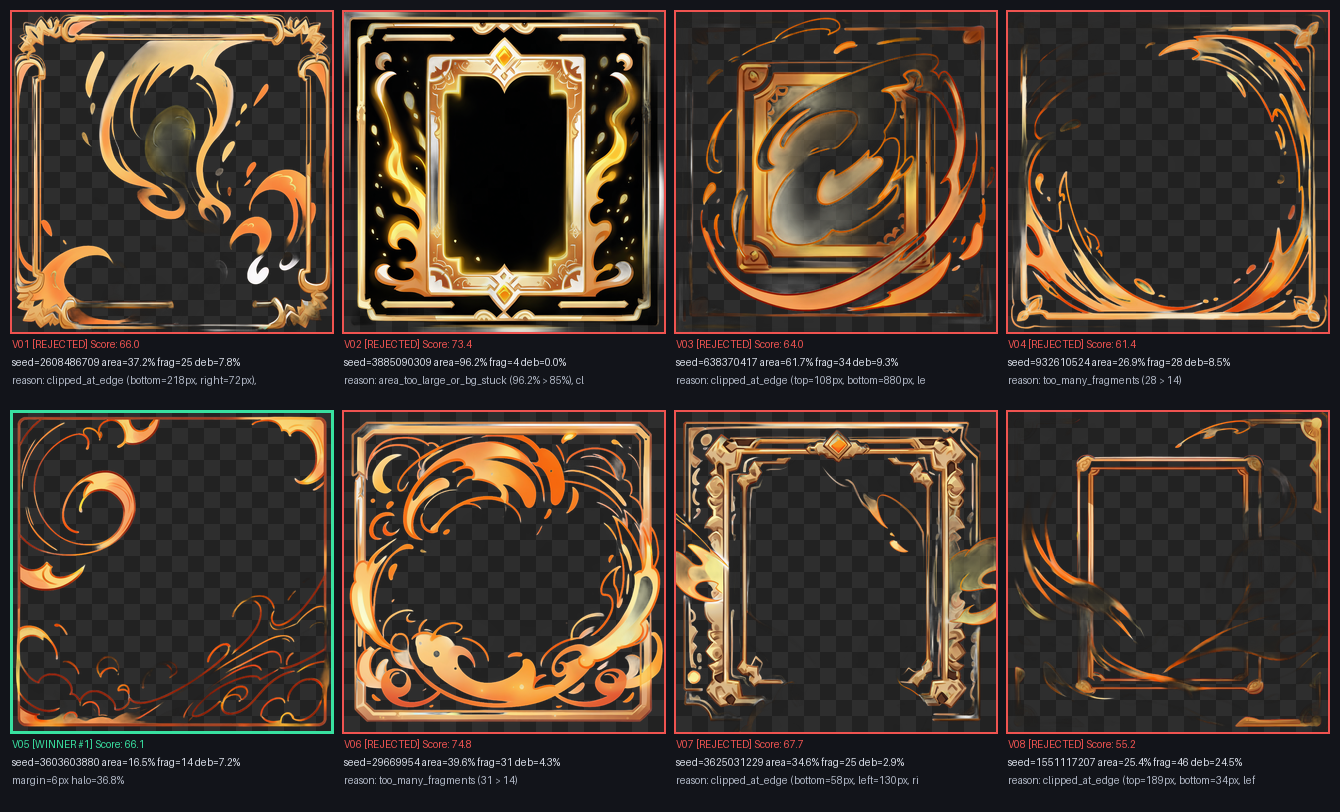 V01 [REJECTED] Score: 66.0
seed=2608486709 area=37.2% frag=25 deb=7.8%
reason: clipped_at_edge (bottom=218px, right=72px),
V02 [REJECTED] Score: 73.4
seed=3885090309 area=96.2% frag=4 deb=0.0%
reason: area_too_large_or_bg_stuck (96.2% > 85%), cl
V03 [REJECTED] Score: 64.0
seed=638370417 area=61.7% frag=34 deb=9.3%
reason: clipped_at_edge (top=108px, bottom=880px, le
V04 [REJECTED] Score: 61.4
seed=932610524 area=26.9% frag=28 deb=8.5%
reason: too_many_fragments (28 > 14)
V05 [WINNER #1] Score: 66.1
seed=3603603880 area=16.5% frag=14 deb=7.2%
margin=6px halo=36.8%
V06 [REJECTED] Score: 74.8
seed=29669954 area=39.6% frag=31 deb=4.3%
reason: too_many_fragments (31 > 14)
V07 [REJECTED] Score: 67.7
seed=3625031229 area=34.6% frag=25 deb=2.9%
reason: clipped_at_edge (bottom=58px, left=130px, ri
V08 [REJECTED] Score: 55.2
seed=1551117207 area=25.4% frag=46 deb=24.5%
reason: clipped_at_edge (top=189px, bottom=34px, lef